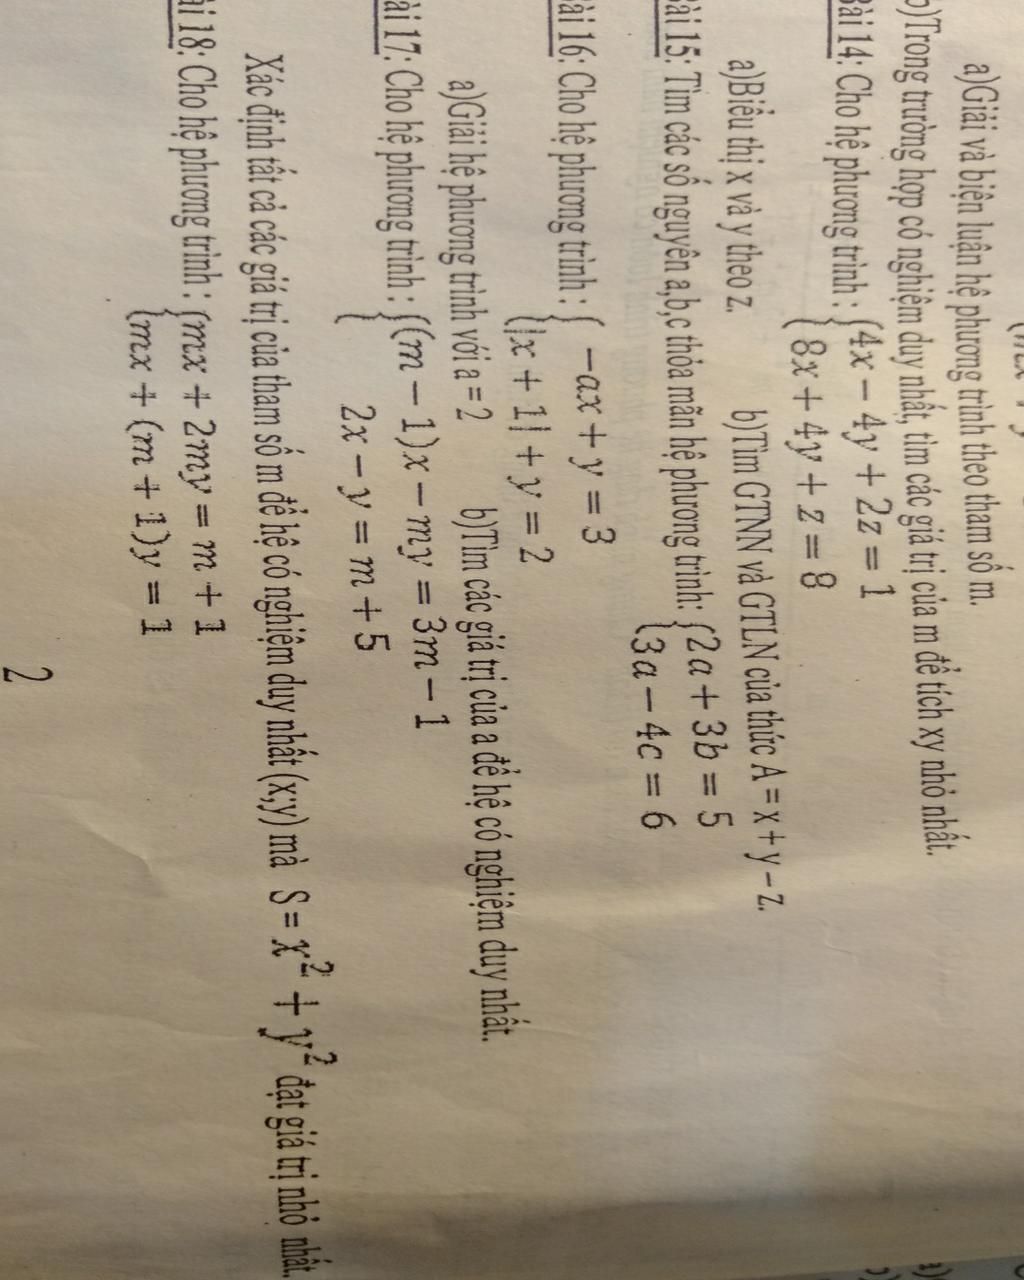 a)Giải và biện luận hệ phương trình theo tham số m.
b)Trong trường hợp có nghiệm duy nhất, tìm các giá trị của m để tích xy nhỏ nhất.
Bài 14: Cho hệ phương trình : {4x − 4y + 2z = 1
{8x + 4y + z = 8
a)Biểu thị x và y theo z. b)Tìm GTNN và GTLN của thức A = x + y – z.
Bài 15: Tìm các số nguyên a,b,c thỏa mãn hệ phương trình: {2a + 3b = 5
{3a − 4c = 6
Bài 16: Cho hệ phương trình : { −ax + y = 3
{|x + 1| + y = 2
a)Giải hệ phương trình với a = 2 b)Tìm các giá trị của a để hệ có nghiệm duy nhất.
ài 17: Cho hệ phương trình : {(m − 1)x − my = 3m − 1
{ 2x − y = m + 5
Xác định tất cả các giá trị của tham số m để hệ có nghiệm duy nhất (x;y) mà S = x² + y² đạt giá trị nhỏ nhất.
ài 18: Cho hệ phương trình : {mx + 2my = m + 1
{mx + (m + 1)y = 1
2